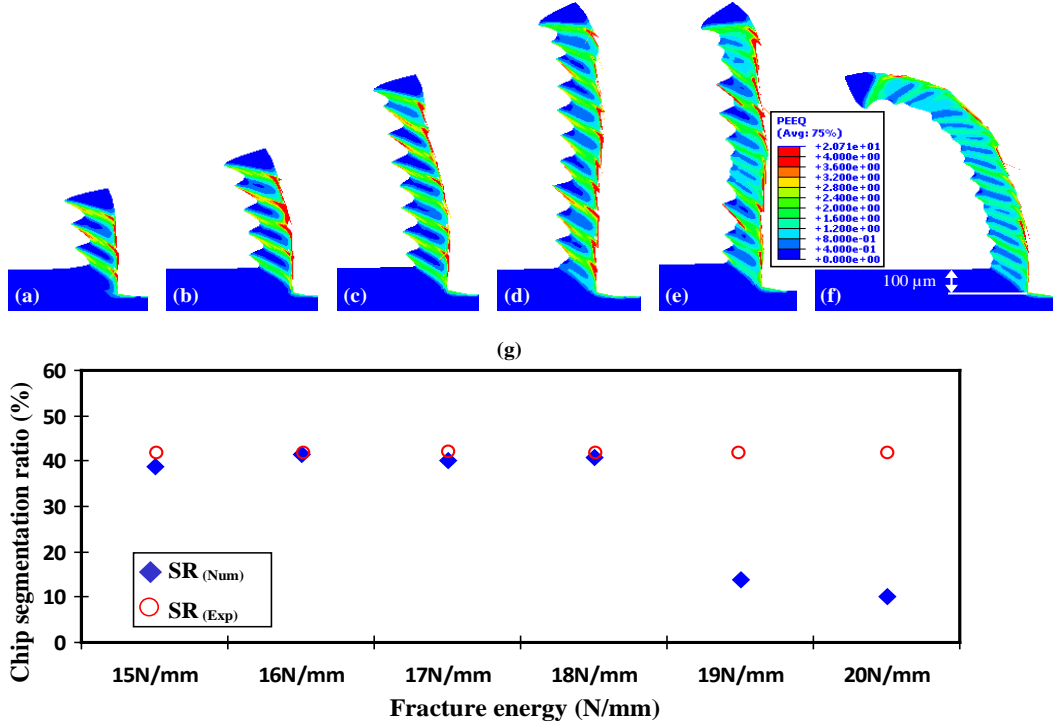 PEEQ
(Avg: 75%)
+2.071e+01
+4.000e+00
+3.600e+00
+3.200e+00
+2.800e+00
+2.400e+00
+2.000e+00
+1.600e+00
+1.200e+00
+8.000e-01
+4.000e-01
+0.000e+00
(a)
(b)
(c)
(d)
(e)
(f)
100 µm
(g)
Chip segmentation ratio (%)
60
50
40
30
20
10
0
SR (Num)
SR (Exp)
15N/mm
16N/mm
17N/mm
18N/mm
19N/mm
20N/mm
Fracture energy (N/mm)